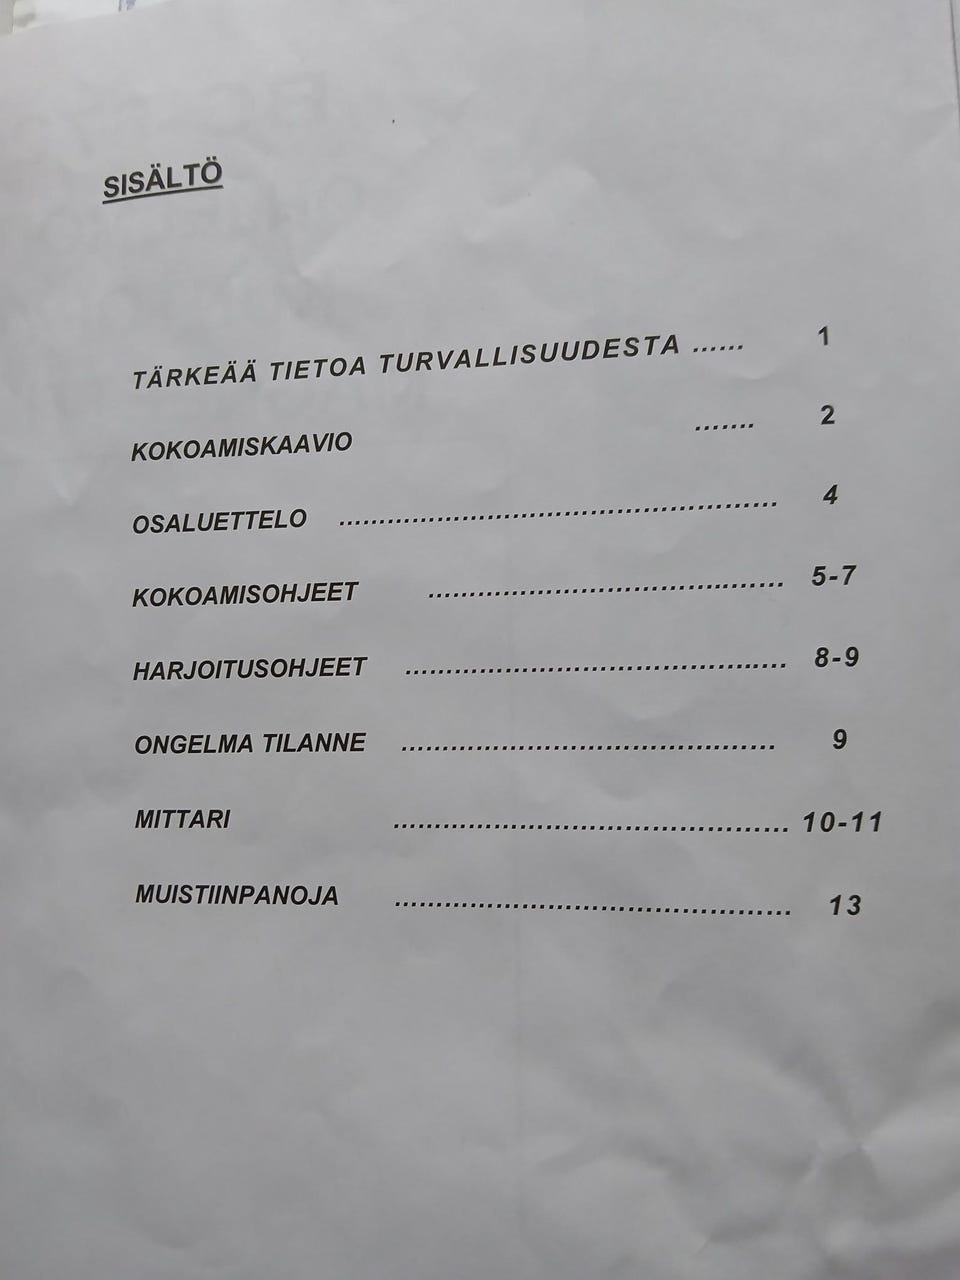 SISÄLTÖ
TÄRKEÄÄ TIETOA TURVALLISUUDESTA ...... 1
KOKOAMISKAAVIO ....... 2
OSALUETTELO ............................................... 4
KOKOAMISOHJEET ...................................... 5-7
HARJOITUSOHJEET ......................................... 8-9
ONGELMA TILANNE ........................................ 9
MITTARI .......................................... 10-11
MUISTIINPANOJA .......................................... 13